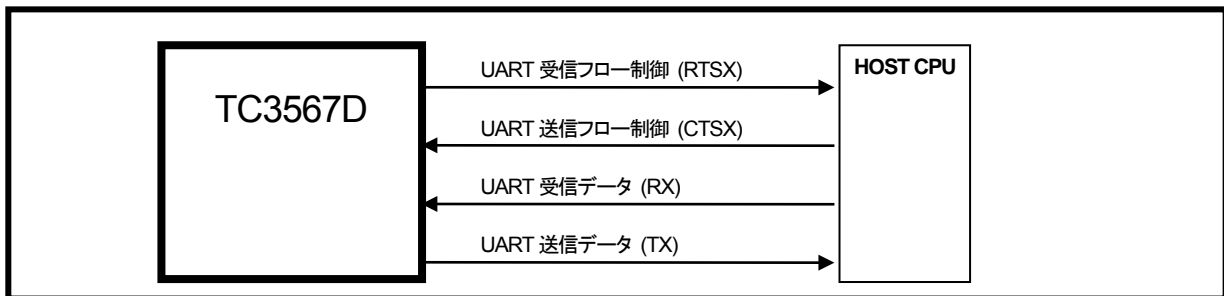 TC3567D
UART 受信フロー制御 (RTSX)
UART 送信フロー制御 (CTSX)
UART 受信データ (RX)
UART 送信データ (TX)
HOST CPU